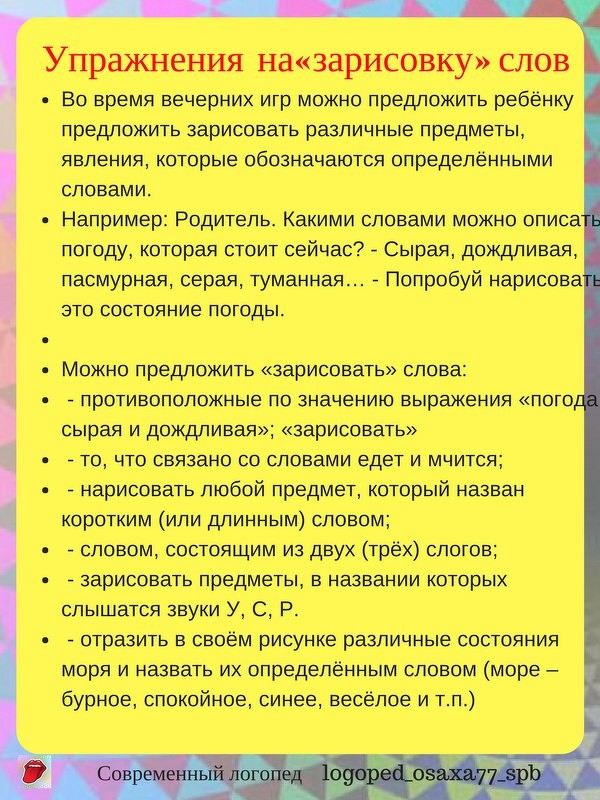 Упражнения на«зарисовку» слов
• Во время вечерних игр можно предложить ребёнку
предложить зарисовать различные предметы,
явления, которые обозначаются определёнными
словами.
• Например: Родитель. Какими словами можно описать
погоду, которая стоит сейчас? - Сырая, дождливая,
пасмурная, серая, туманная… - Попробуй нарисовать
это состояние погоды.
•
• Можно предложить «зарисовать» слова:
• - противоположные по значению выражения «погода
сырая и дождливая»; «зарисовать»
• - то, что связано со словами едет и мчится;
• - нарисовать любой предмет, который назван
коротким (или длинным) словом;
• - словом, состоящим из двух (трёх) слогов;
• - зарисовать предметы, в названии которых
слышатся звуки У, С, Р.
• - отразить в своём рисунке различные состояния
моря и назвать их определённым словом (море –
бурное, спокойное, синее, весёлое и т.п.)
Современный логопед logoped_osaxa77_spb